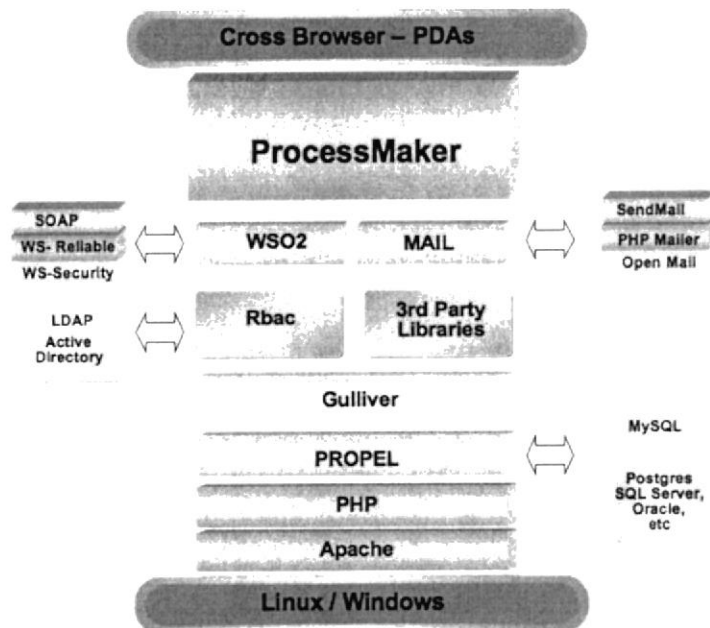 Cross Browser – PDAs
ProcessMaker
SOAP
WS- Reliable
WS-Security
WSO2
MAIL
SendMail
PHP Mailer
Open Mail
LDAP
Active
Directory
Rbac
3rd Party
Libraries
Gulliver
PROPEL
MySQL
Postgres
SQL Server,
Oracle,
etc
PHP
Apache
Linux / Windows